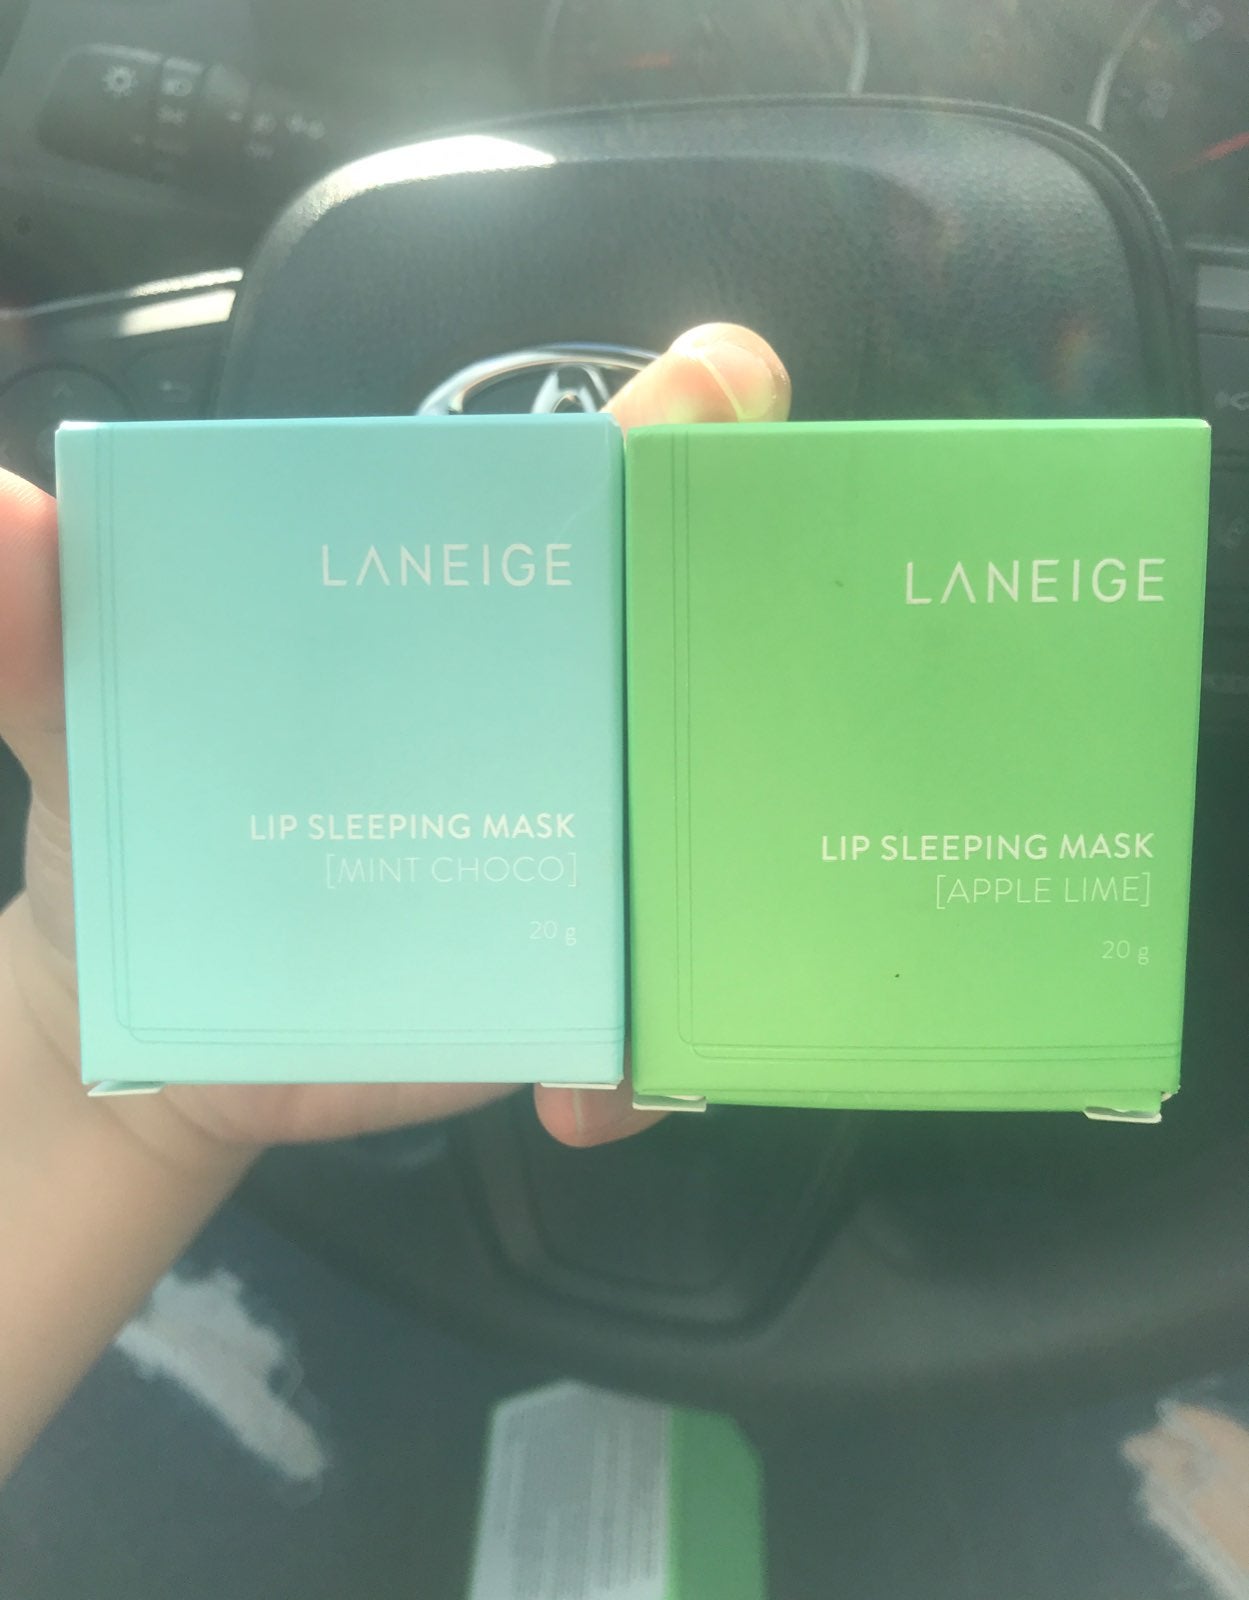 LANEIGE
LIP SLEEPING MASK
[MINT CHOCO]
20 g
LANEIGE
LIP SLEEPING MASK
[APPLE LIME]
20 g